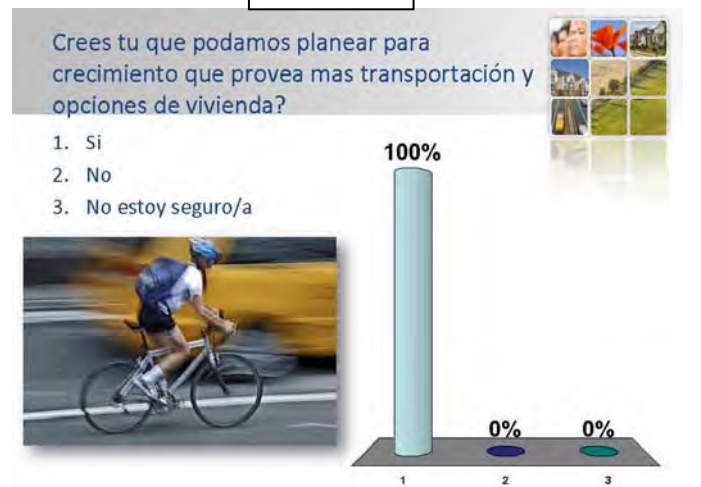 Crees tu que podamos planear para
crecimiento que provea mas transportación y
opciones de vivienda?
1. Si
2. No
3. No estoy seguro/a
100%
0%
0%
1
2
3